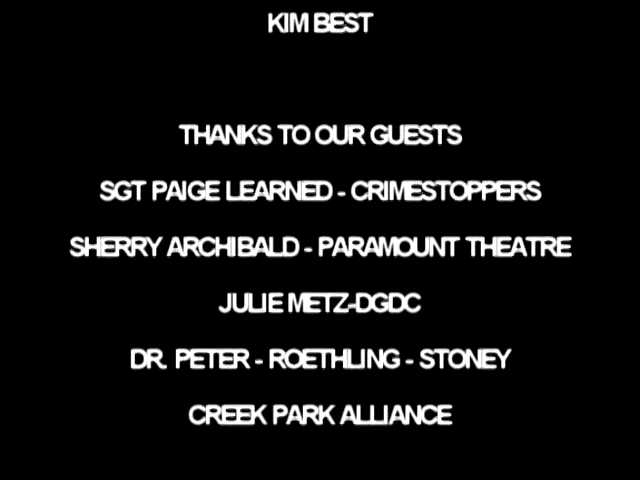 KIM BEST
THANKS TO OUR GUESTS
SGT PAIGE LEARNED - CRIMESTOPPERS
SHERRY ARCHIBALD - PARAMOUNT THEATRE
JULIE METZ-DGDC
DR. PETER - ROETHLING - STONEY
CREEK PARK ALLIANCE